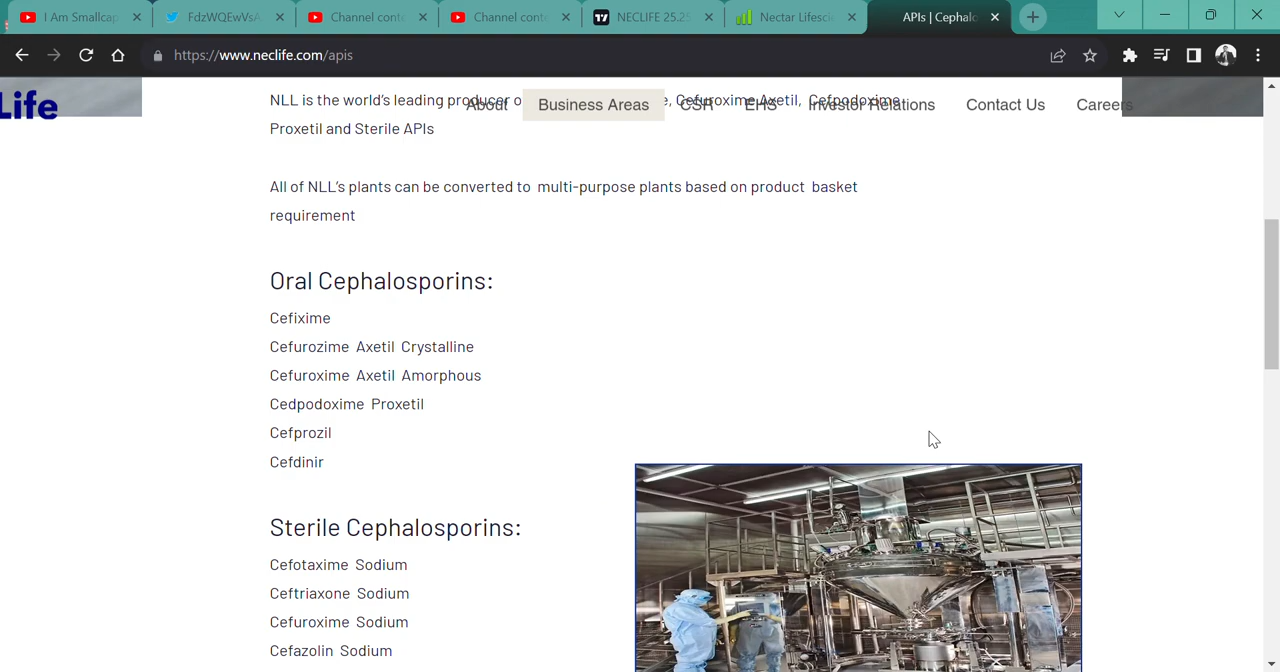 I Am Smallcap
FdzWQEwVsA
Channel conte
Channel conte
NECLIFE 25.25
Nectar Lifesci
APIs | Cephalo
https://www.neclife.com/apis
Life
About Business Areas CSR EHS Investor Relations Contact Us Careers
NLL is the world's leading producer o e, Cefuroxime Axetil, Cefpodoxime
Proxetil and Sterile APIs
All of NLL's plants can be converted to multi-purpose plants based on product basket
requirement
Oral Cephalosporins:
Cefixime
Cefurozime Axetil Crystalline
Cefuroxime Axetil Amorphous
Cedpodoxime Proxetil
Cefprozil
Cefdinir
Sterile Cephalosporins:
Cefotaxime Sodium
Ceftriaxone Sodium
Cefuroxime Sodium
Cefazolin Sodium